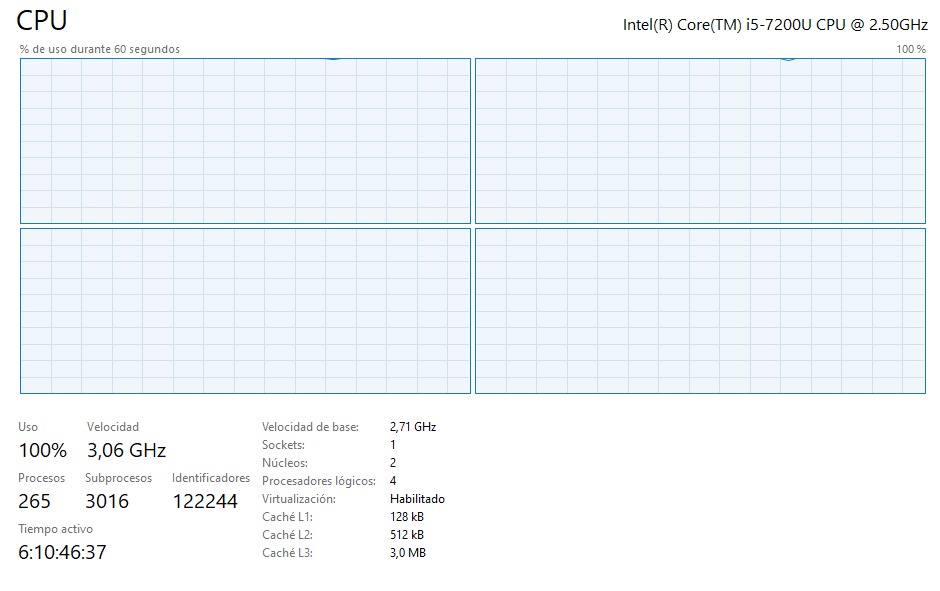 CPU
Intel(R) Core(TM) i5-7200U CPU @ 2.50GHz
% de uso durante 60 segundos
100 %
Uso
Velocidad
100%
3,06 GHz
Procesos
Subprocesos
Identificadores
265
3016
122244
Tiempo activo
6:10:46:37
Velocidad de base: 2,71 GHz
Sockets: 1
Núcleos: 2
Procesadores lógicos: 4
Virtualización: Habilitado
Caché L1: 128 kB
Caché L2: 512 kB
Caché L3: 3,0 MB